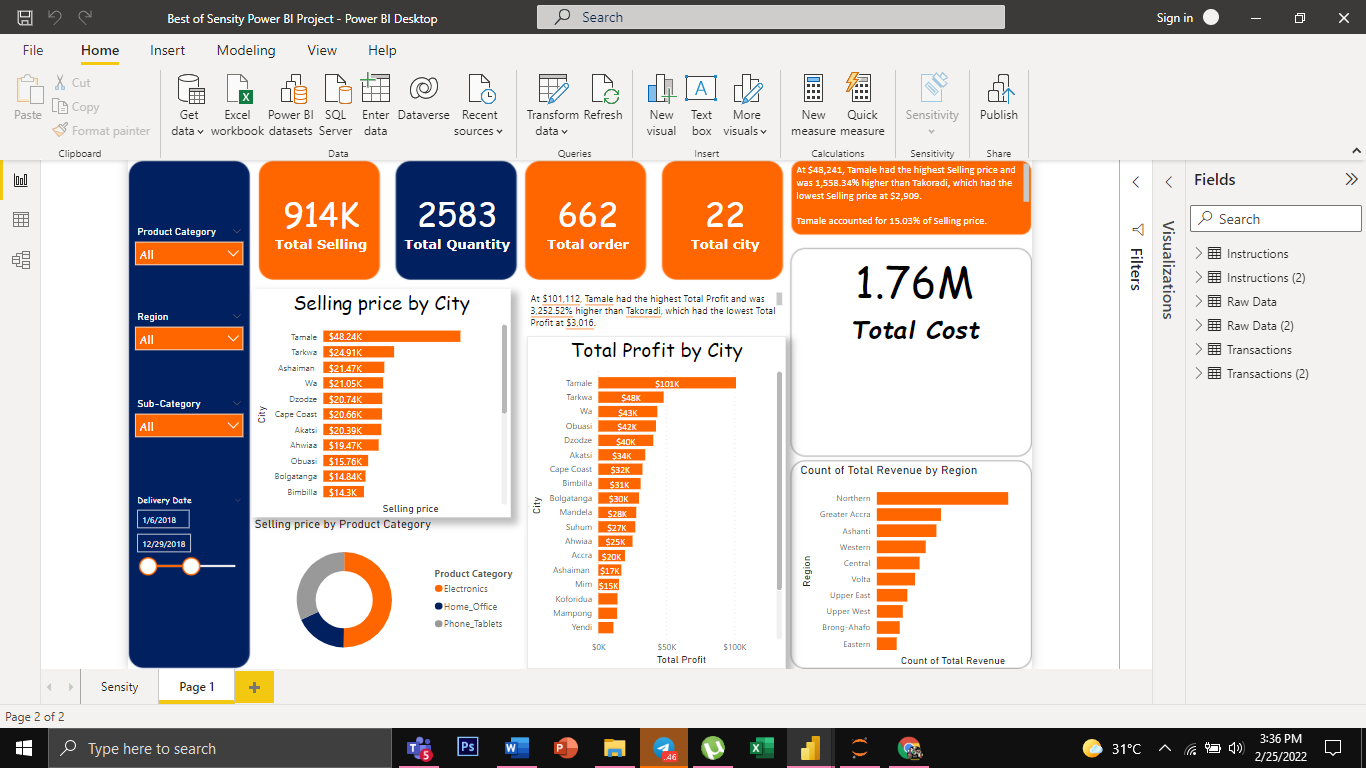 Best of Sensity Power BI Project - Power BI Desktop
Search
Sign in
File Home Insert Modeling View Help
Paste
Cut
Copy
Format painter
Clipboard
Get data
Excel workbook
Power BI datasets
SQL Server
Enter data
Dataverse
Recent sources
Data
Transform data
Refresh
Queries
New visual
Text box
More visuals
Insert
New measure
Quick measure
Calculations
Sensitivity
Sensitivity
Publish
Share
Product Category
All
Region
All
Sub-Category
All
Delivery Date
1/6/2018
12/29/2018
914K
Total Selling
2583
Total Quantity
662
Total order
22
Total city
At $48,241, Tamale had the highest Selling price and
was 1,558.34% higher than Takoradi, which had the
lowest Selling price at $2,909.
Tamale accounted for 15.03% of Selling price.
Selling price by City
City
Tamale $48.24K
Tarkwa $24.91K
Ashaiman $21.47K
Wa $21.05K
Dzodze $20.74K
Cape Coast $20.66K
Akatsi $20.39K
Ahwiaa $19.47K
Obuasi $15.76K
Bolgatanga $14.84K
Bimbilla $14.3K
Selling price
Selling price by Product Category
Product Category
Electronics
Home_Office
Phone_Tablets
At $101,112, Tamale had the highest Total Profit and was
3,252.52% higher than Takoradi, which had the lowest Total
Profit at $3,016.
Total Profit by City
City
Tamale $101K
Tarkwa $48K
Wa $43K
Obuasi $42K
Dzodze $40K
Akatsi $34K
Cape Coast $32K
Bimbilla $31K
Bolgatanga $30K
Mandela $28K
Suhum $27K
Ahwiaa $25K
Accra $20K
Ashaiman $17K
Mim $15K
Koforidua
Mampong
Yendi
$0K $50K $100K
Total Profit
1.76M
Total Cost
Count of Total Revenue by Region
Region
Northern
Greater Accra
Ashanti
Western
Central
Volta
Upper East
Upper West
Brong-Ahafo
Eastern
Count of Total Revenue
Filters
Visualizations
Fields
Search
Instructions
Instructions (2)
Raw Data
Raw Data (2)
Transactions
Transactions (2)
Sensity
Page 1
Page 2 of 2
Type here to search
5
Ps
W
P
.46
X
31°C
3:36 PM
2/25/2022